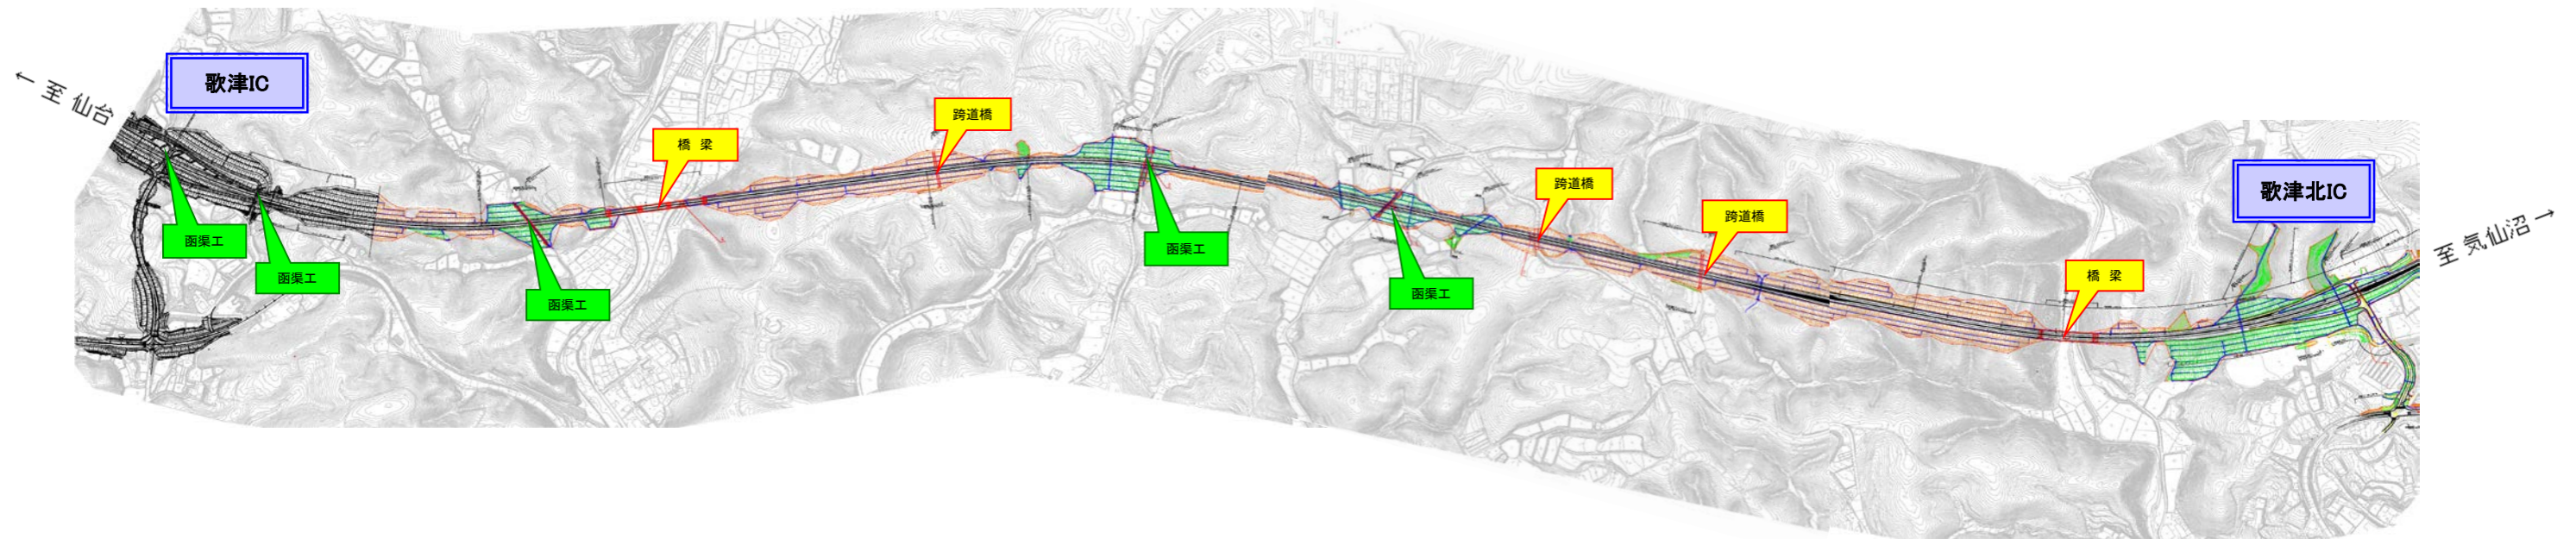 ← 至 仙台
歌津IC
函渠工
函渠工
函渠工
橋 梁
跨道橋
函渠工
函渠工
跨道橋
跨道橋
橋 梁
歌津北IC
至 気仙沼 →